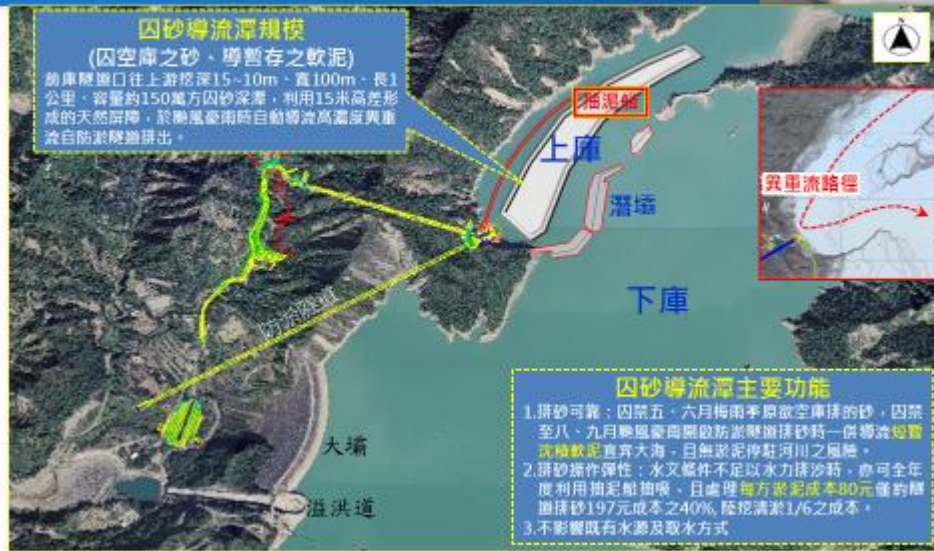 囚砂導流潭規模
(囚空庫之砂、導暫存之軟泥)
前庫隧道口往上游挖深15~10m、寬100m、長1
公里，容量約150萬方囚砂深潭，利用15米高差形
成的天然屏障，於颱風豪雨時自動導流高濃度異重
流自防淤隧道排出。
N
抽泥船
上庫
潛壩
異重流路徑
下庫
防淤隧道
大壩
溢洪道
囚砂導流潭主要功能
1.排砂可靠：囚禁五、六月梅雨季原欲空庫排的砂，囚禁
至八、九月颱風豪雨開啟防淤隧道排砂時一併導流短暫
沈積軟泥直奔大海，且無淤泥停駐河川之風險。
2.排砂操作彈性：水文條件不足以水力排沙時，亦可全年
度利用抽泥船抽吸，且處理每方淤泥成本80元僅約隧
道排砂197元成本之40%, 陸挖清淤1/6之成本。
3.不影響既有水源及取水方式